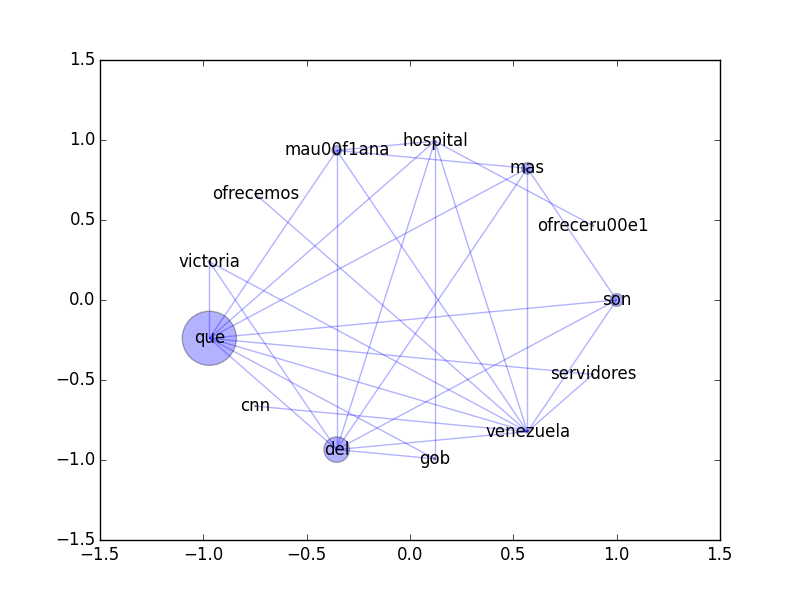 1.5
1.0
0.5
0.0
−0.5
−1.0
−1.5
−1.5
−1.0
−0.5
0.0
0.5
1.0
1.5
hospital
mau00f1ana
mas
ofrecemos
ofreceru00e1
victoria
son
que
servidores
cnn
venezuela
del
gob